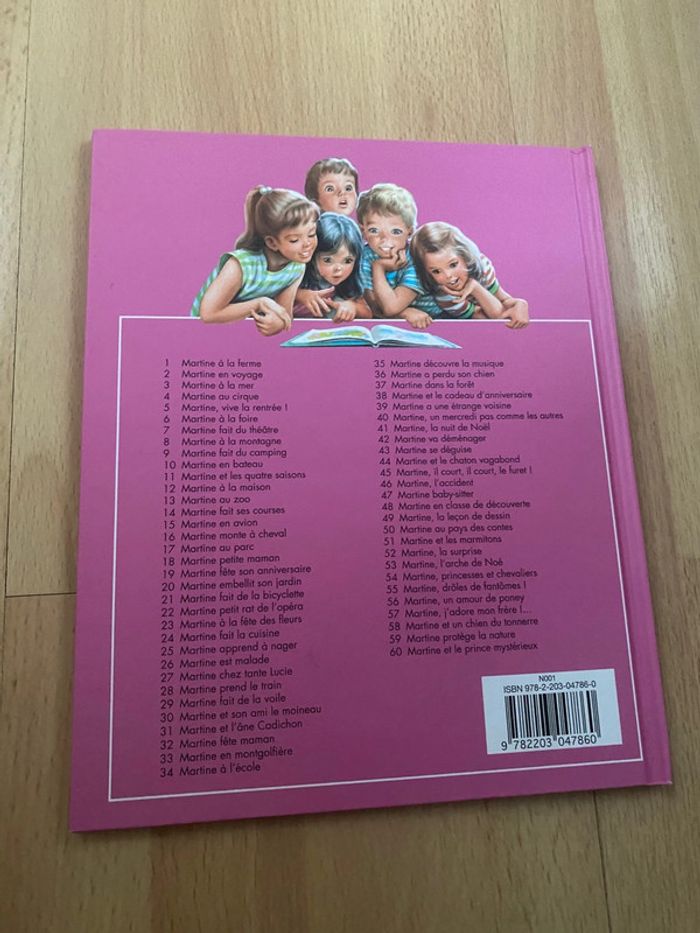 1 Martine à la ferme
2 Martine en voyage
3 Martine à la mer
4 Martine au cirque
5 Martine, vive la rentrée !
6 Martine à la foire
7 Martine fait du théâtre
8 Martine à la montagne
9 Martine fait du camping
10 Martine en bateau
11 Martine et les quatre saisons
12 Martine à la maison
13 Martine au zoo
14 Martine fait ses courses
15 Martine en avion
16 Martine monte à cheval
17 Martine au parc
18 Martine petite maman
19 Martine fête son anniversaire
20 Martine embellit son jardin
21 Martine fait de la bicyclette
22 Martine petit rat de l'opéra
23 Martine à la fête des fleurs
24 Martine fait la cuisine
25 Martine apprend à nager
26 Martine est malade
27 Martine chez tante Lucie
28 Martine prend le train
29 Martine fait de la voile
30 Martine et son ami le moineau
31 Martine et l'âne Cadichon
32 Martine fête maman
33 Martine en montgolfière
34 Martine à l'école
35 Martine découvre la musique
36 Martine a perdu son chien
37 Martine dans la forêt
38 Martine et le cadeau d'anniversaire
39 Martine a une étrange voisine
40 Martine, un mercredi pas comme les autres
41 Martine, la nuit de Noël
42 Martine va déménager
43 Martine se déguise
44 Martine et le chaton vagabond
45 Martine, il court, il court, le furet !
46 Martine, l'accident
47 Martine baby-sitter
48 Martine en classe de découverte
49 Martine, la leçon de dessin
50 Martine au pays des contes
51 Martine et les marmitons
52 Martine, la surprise
53 Martine, l'arche de Noé
54 Martine, princesses et chevaliers
55 Martine, drôles de fantômes !
56 Martine, un amour de poney
57 Martine, j'adore mon frère !...
58 Martine et un chien du tonnerre
59 Martine protège la nature
60 Martine et le prince mystérieux
N001
ISBN 978-2-203-04786-0
9 782203 047860